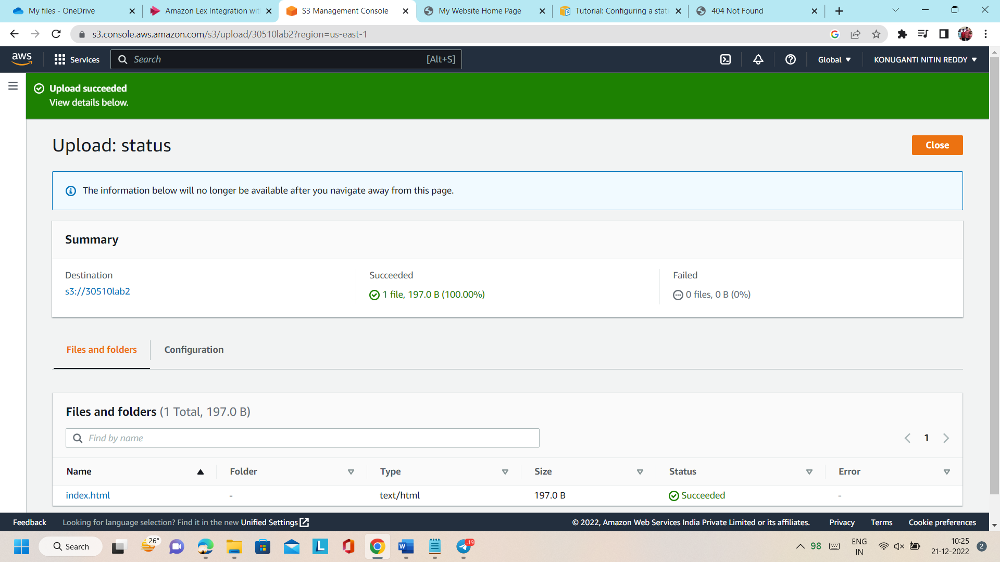 My files - OneDrive
Amazon Lex Integration wit
S3 Management Console
My Website Home Page
Tutorial: Configuring a stati
404 Not Found
s3.console.aws.amazon.com/s3/upload/30510lab2?region=us-east-1
aws
Services
Search
[Alt+S]
Global
KONUGANTI NITIN REDDY
Upload succeeded
View details below.
Upload: status
Close
The information below will no longer be available after you navigate away from this page.
Summary
Destination
s3://30510lab2
Succeeded
1 file, 197.0 B (100.00%)
Failed
0 files, 0 B (0%)
Files and folders
Configuration
Files and folders (1 Total, 197.0 B)
Find by name
1
Name Folder Type Size Status Error
index.html - text/html 197.0 B Succeeded -
Feedback
Looking for language selection? Find it in the new Unified Settings
© 2022, Amazon Web Services India Private Limited or its affiliates.
Privacy
Terms
Cookie preferences
Search
26°
L
W
19
98
ENG
IN
10:25
21-12-2022
2